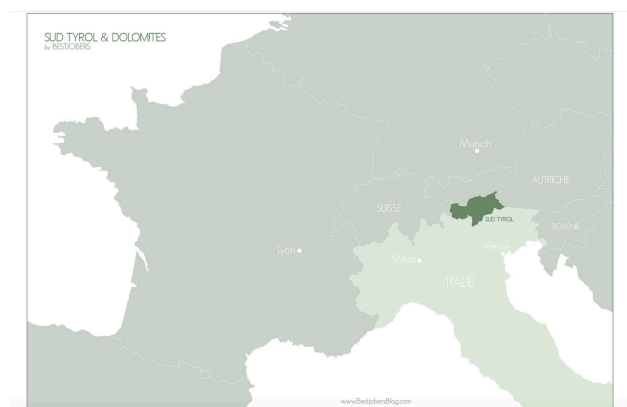 SUD TYROL & DOLOMITES
by BESTJOBERS
Munich
AUTRICHE
SUISSE
SUD TYROL
SLOVENIE
Lyon
Milan
Venise
ITALIE
www.BestjobersBlog.com